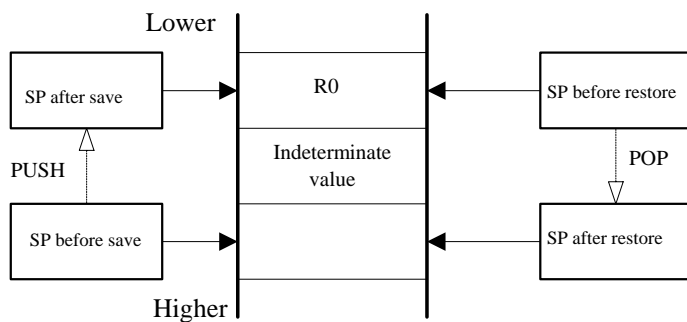 Lower
SP after save
R0
SP before restore
PUSH
Indeterminate
value
POP
SP before save
SP after restore
Higher